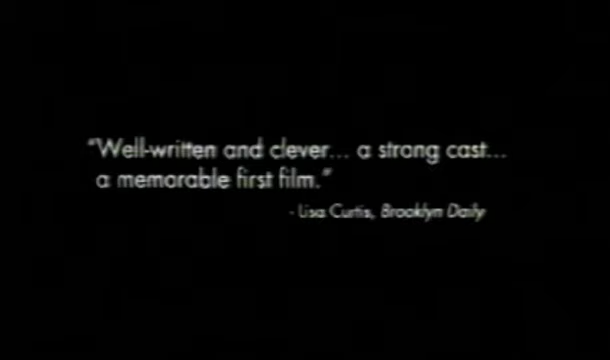 "Well-written and clever... a strong cast...
a memorable first film."
- Lisa Curtis, Brooklyn Daily